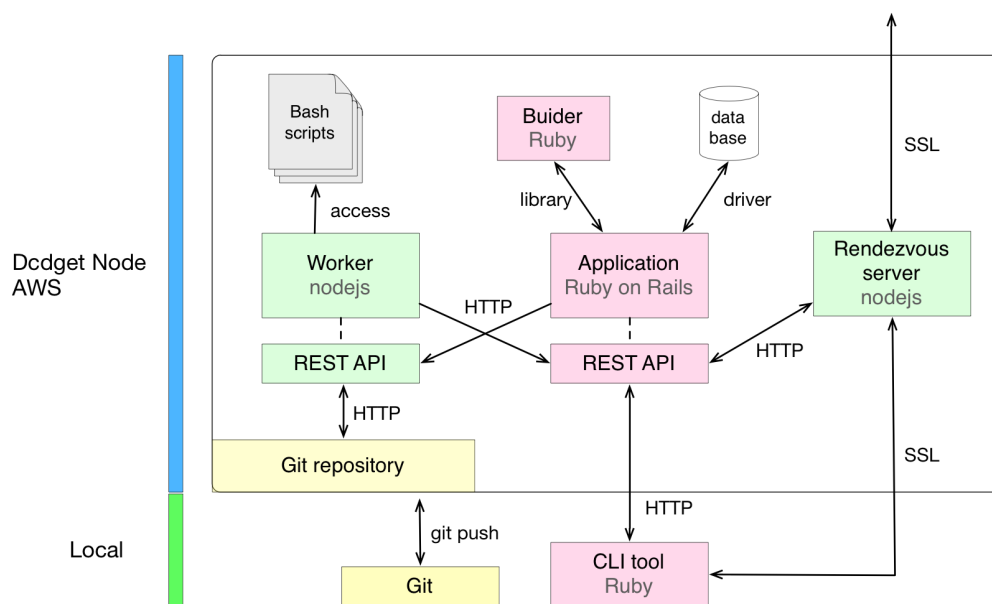 SSL
Bash
scripts
Buider
Ruby
data
base
access
library
driver
Dcdget Node
AWS
Worker
nodejs
Application
Ruby on Rails
Rendezvous
server
nodejs
HTTP
HTTP
REST API
REST API
HTTP
Git repository
SSL
HTTP
git push
Local
Git
CLI tool
Ruby